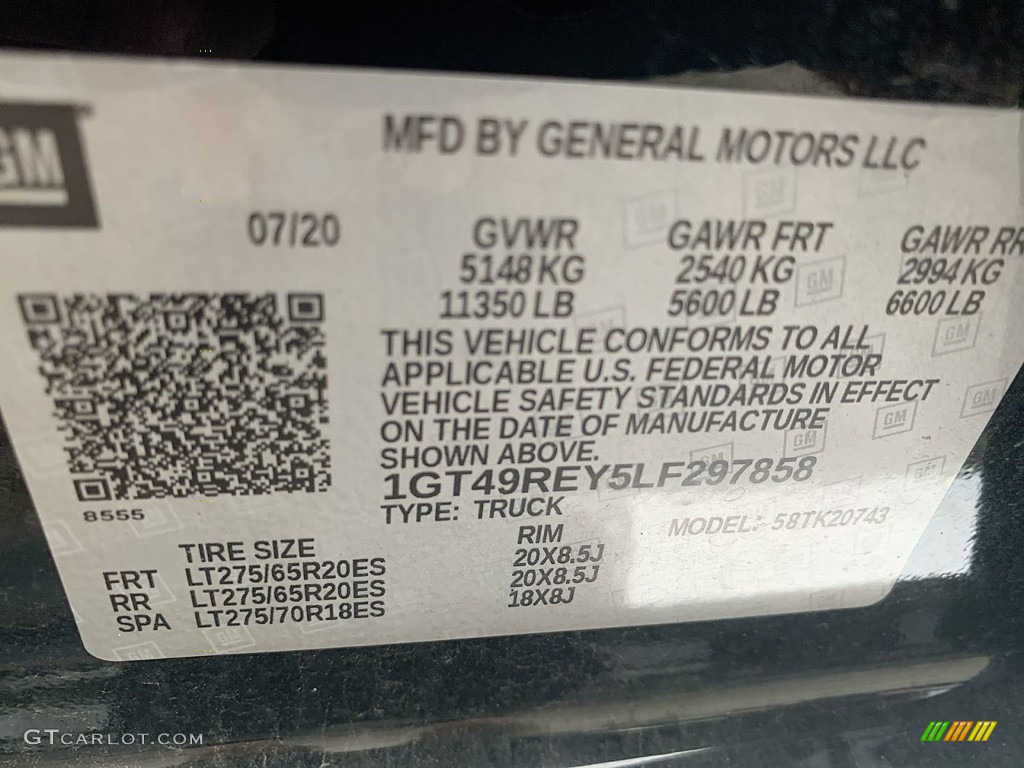 GM
MFD BY GENERAL MOTORS LLC
07/20
GVWR GAWR FRT GAWR RR
5148 KG 2540 KG 2994 KG
11350 LB 5600 LB 6600 LB
THIS VEHICLE CONFORMS TO ALL
APPLICABLE U.S. FEDERAL MOTOR
VEHICLE SAFETY STANDARDS IN EFFECT
ON THE DATE OF MANUFACTURE
SHOWN ABOVE.
1GT49REY5LF297858
8555
TYPE: TRUCK MODEL: 58TK20743
TIRE SIZE RIM
FRT LT275/65R20ES 20X8.5J
RR LT275/65R20ES 20X8.5J
SPA LT275/70R18ES 18X8J
GTCARLOT.COM